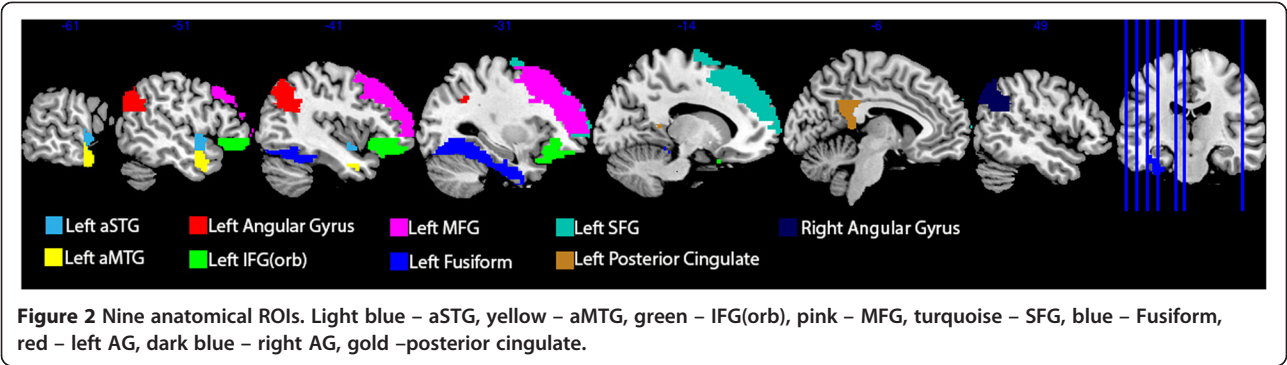 -61 -51 -41 -31 -14 -6 49
Left aSTG Left Angular Gyrus Left MFG Left SFG Right Angular Gyrus
Left aMTG Left IFG(orb) Left Fusiform Left Posterior Cingulate
Figure 2 Nine anatomical ROIs. Light blue – aSTG, yellow – aMTG, green – IFG(orb), pink – MFG, turquoise – SFG, blue – Fusiform,
red – left AG, dark blue – right AG, gold –posterior cingulate.